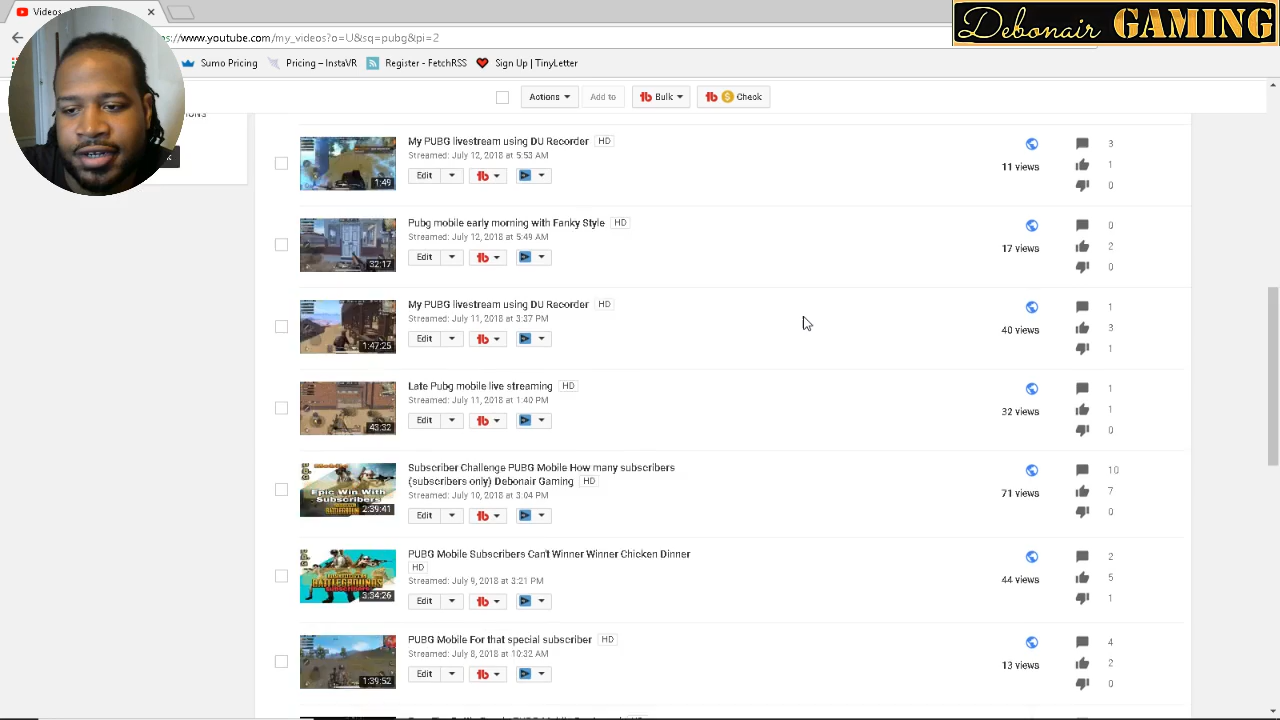 Videos
Debonair GAMING
s://www.youtube.com/my_videos?o=U&sq=pubg&pi=2
Sumo Pricing
Pricing – InstaVR
Register - FetchRSS
Sign Up | TinyLetter
Actions
Add to
Bulk
Check
My PUBG livestream using DU Recorder HD
Streamed: July 12, 2018 at 5:53 AM
1:49
Edit
11 views
3
1
0
Pubg mobile early morning with Fanky Style HD
Streamed: July 12, 2018 at 5:49 AM
32:17
Edit
17 views
0
2
0
My PUBG livestream using DU Recorder HD
Streamed: July 11, 2018 at 3:37 PM
1:47:25
Edit
40 views
1
3
1
Late Pubg mobile live streaming HD
Streamed: July 11, 2018 at 1:40 PM
43:32
Edit
32 views
1
1
0
Subscriber Challenge PUBG Mobile How many subscribers
(subscribers only) Debonair Gaming HD
Streamed: July 10, 2018 at 3:04 PM
Epic Win With
Subscribers
2:39:41
Edit
71 views
10
7
0
PUBG Mobile Subscribers Can't Winner Winner Chicken Dinner
HD
Streamed: July 9, 2018 at 3:21 PM
BATTLEGROUNDS
3:34:26
Edit
44 views
2
5
1
PUBG Mobile For that special subscriber HD
Streamed: July 8, 2018 at 10:32 AM
1:39:52
Edit
13 views
4
2
0